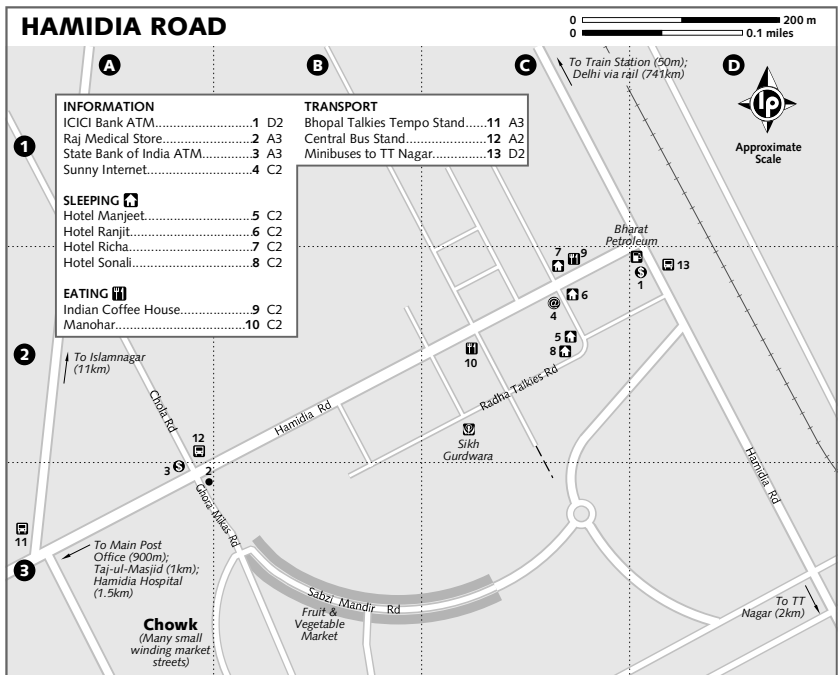 HAMIDIA ROAD
0 200 m
0 0.1 miles
A B C D
To Train Station (50m);
Delhi via rail (741km)
lp
Approximate
Scale
INFORMATION
ICICI Bank ATM............................1 D2
Raj Medical Store..........................2 A3
State Bank of India ATM................3 A3
Sunny Internet..............................4 C2
SLEEPING
Hotel Manjeet...............................5 C2
Hotel Ranjit..................................6 C2
Hotel Richa...................................7 C2
Hotel Sonali..................................8 C2
EATING
Indian Coffee House......................9 C2
Manohar.....................................10 C2
TRANSPORT
Bhopal Talkies Tempo Stand.....11 A3
Central Bus Stand.....................12 A2
Minibuses to TT Nagar..............13 D2
1
Bharat
Petroleum
7 9
13
$
1
6
@
4
5
8
10
2
To Islamnagar
(11km)
Radha Talkies Rd
Chola Rd
Hamidia Rd
Sikh
Gurdwara
12
3 $ 2
Hamidia Rd
Ghora Mikas Rd
11
3
To Main Post
Office (900m);
Taj-ul-Masjid (1km);
Hamidia Hospital
(1.5km)
Sabzi Mandir Rd
Fruit &
Vegetable
Market
Chowk
(Many small
winding market
streets)
To TT
Nagar (2km)